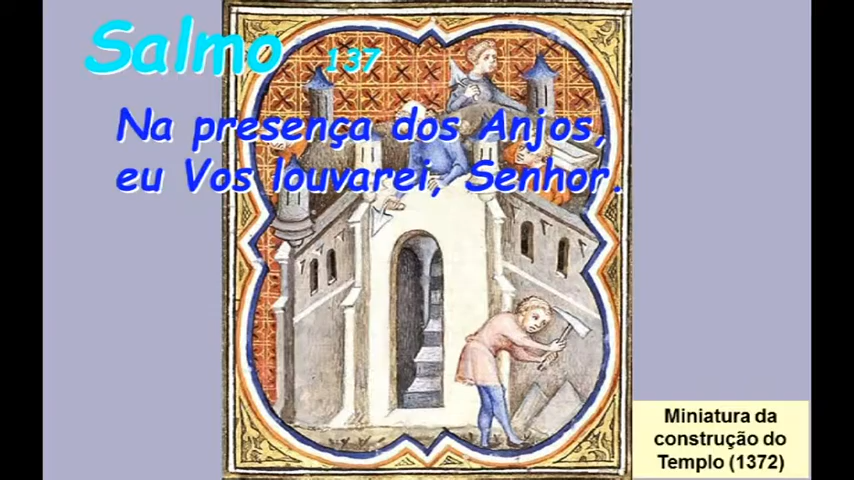 Salmo 137
Na presença dos Anjos,
eu Vos louvarei, Senhor.
Miniatura da
construção do
Templo (1372)